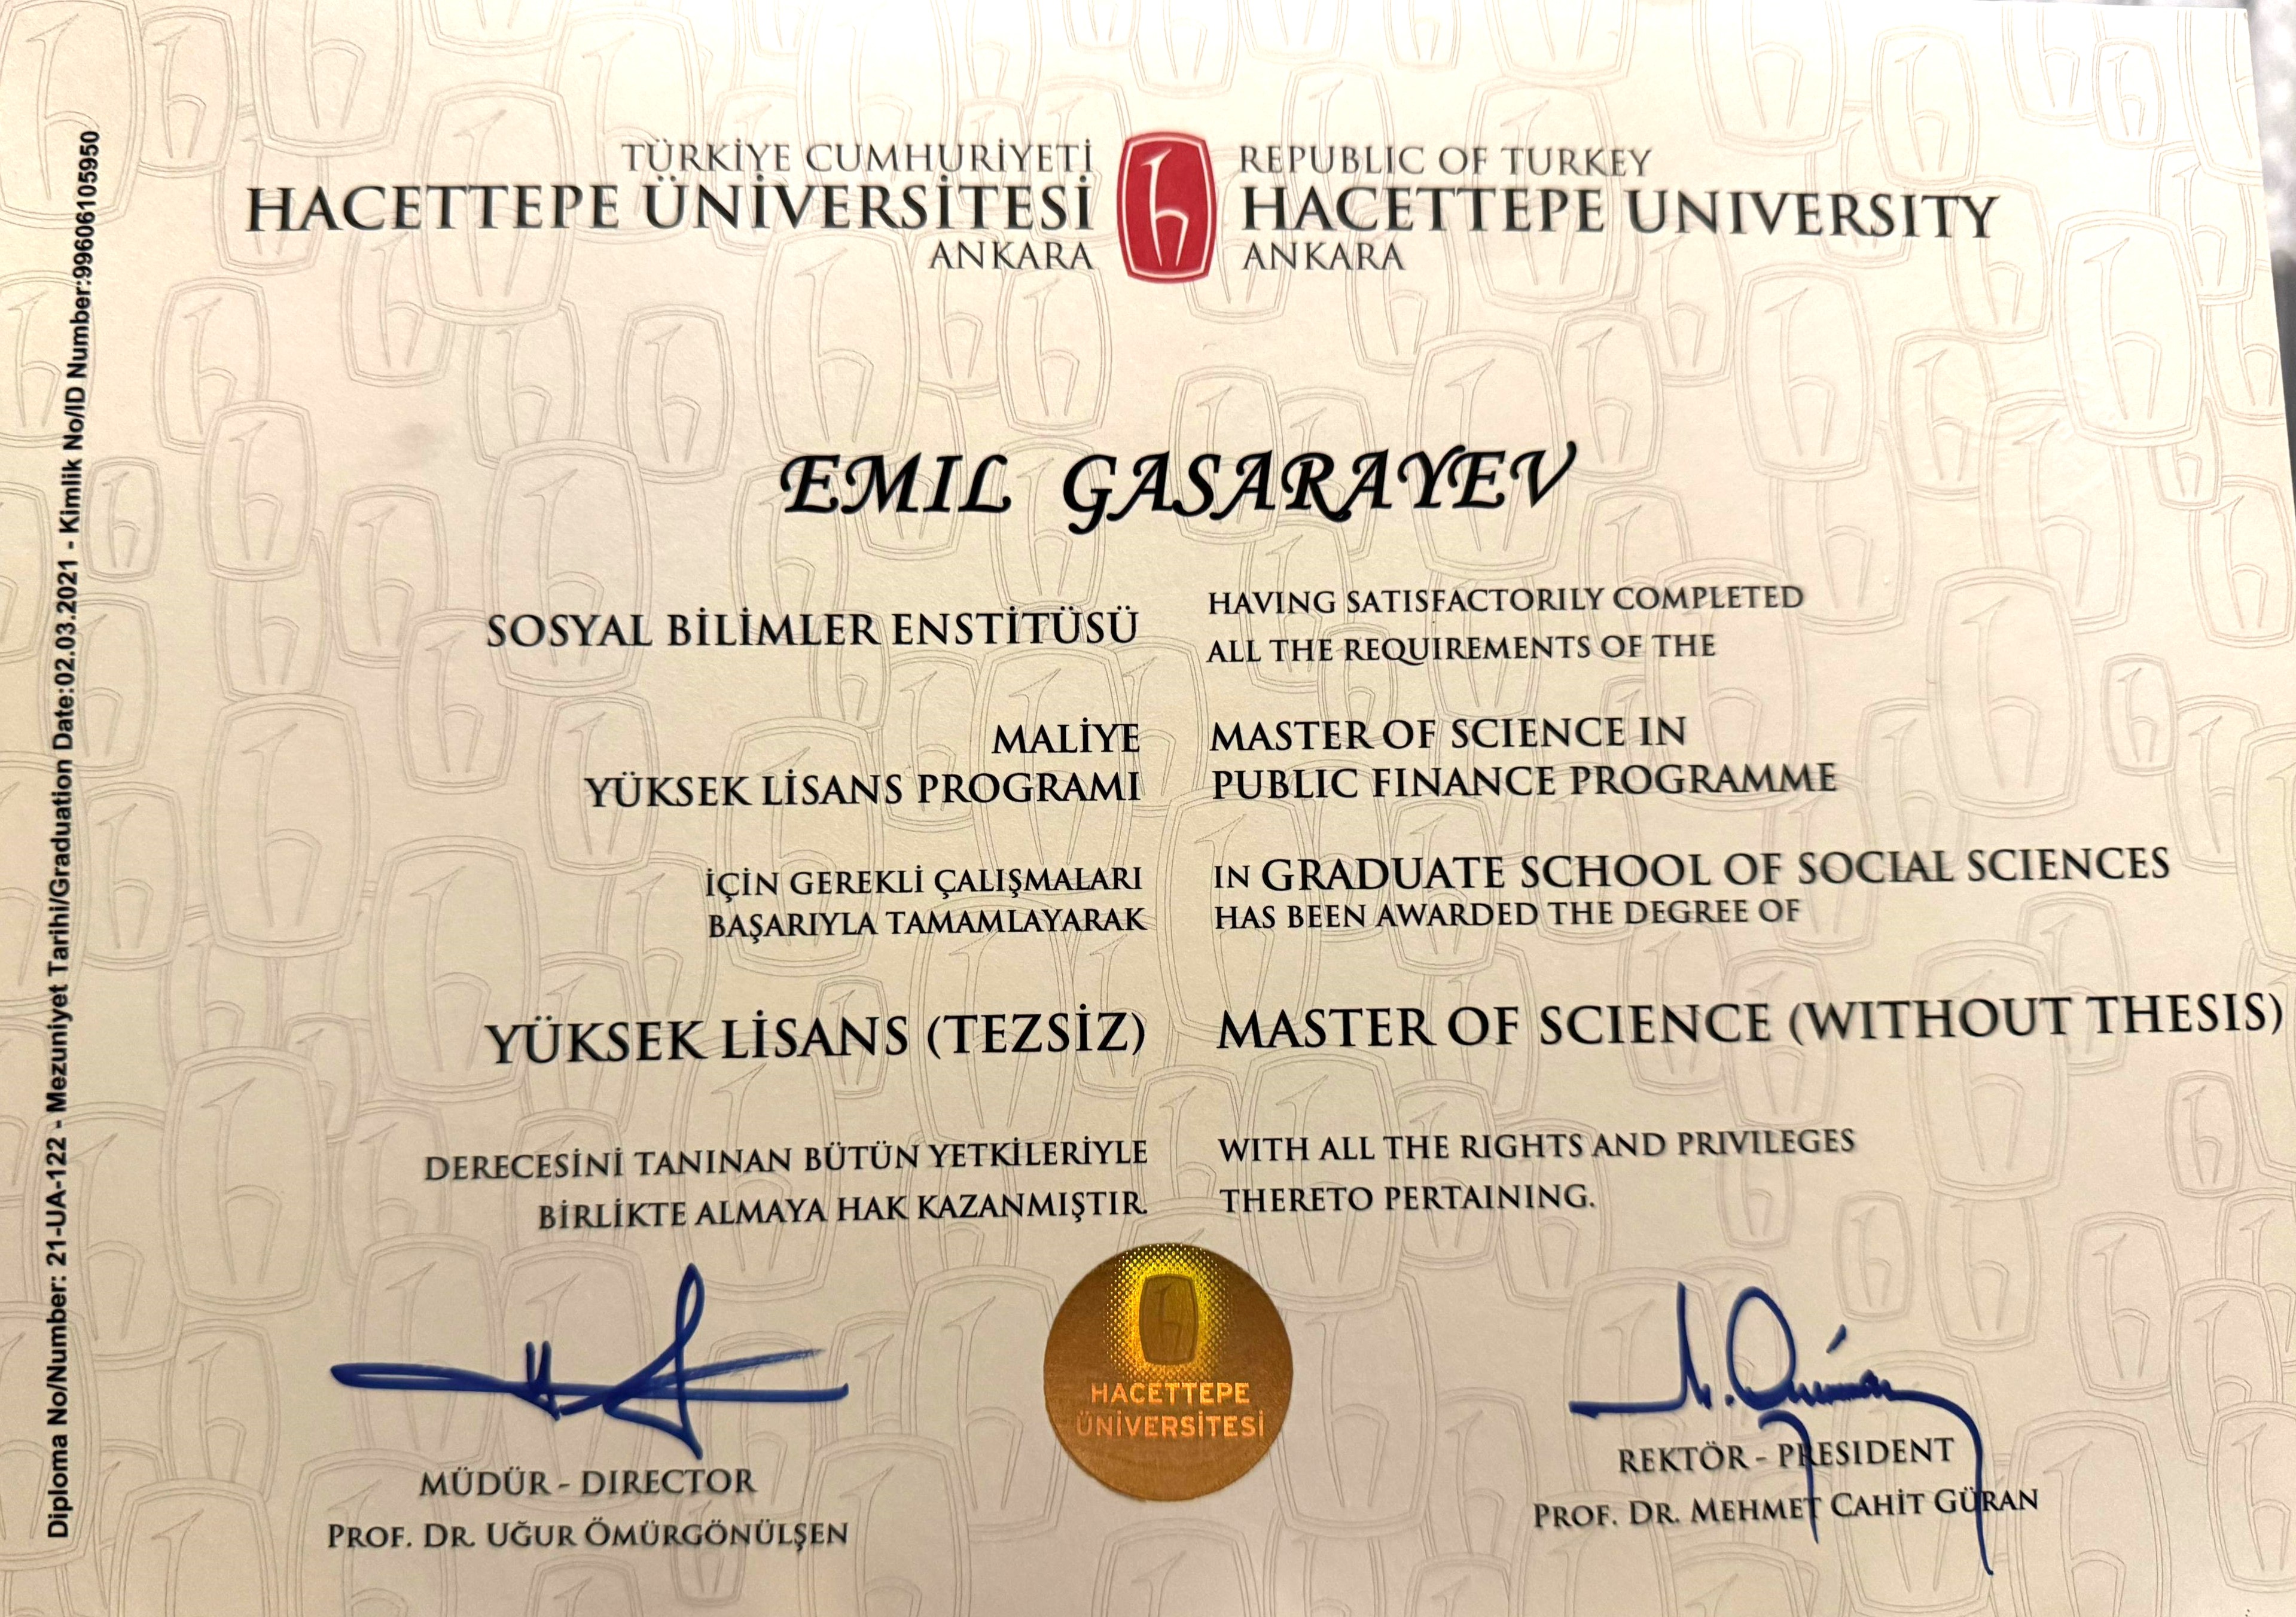 TÜRKİYE CUMHURİYETİ
HACETTEPE ÜNİVERSİTESİ
ANKARA
REPUBLIC OF TURKEY
HACETTEPE UNIVERSITY
ANKARA
EMIL GASARAYEV
SOSYAL BİLİMLER ENSTİTÜSÜ
MALİYE
YÜKSEK LİSANS PROGRAMI
İÇİN GEREKLİ ÇALIŞMALARI
BAŞARIYLA TAMAMLAYARAK
YÜKSEK LİSANS (TEZSİZ)
DERECESİNİ TANINAN BÜTÜN YETKİLERİYLE
BİRLİKTE ALMAYA HAK KAZANMIŞTIR.
HAVING SATISFACTORILY COMPLETED
ALL THE REQUIREMENTS OF THE
MASTER OF SCIENCE IN
PUBLIC FINANCE PROGRAMME
IN GRADUATE SCHOOL OF SOCIAL SCIENCES
HAS BEEN AWARDED THE DEGREE OF
MASTER OF SCIENCE (WITHOUT THESIS)
WITH ALL THE RIGHTS AND PRIVILEGES
THERETO PERTAINING.
MÜDÜR - DIRECTOR
PROF. DR. UĞUR ÖMÜRGÖNÜLŞEN
HACETTEPE
ÜNİVERSİTESİ
REKTÖR - PRESIDENT
PROF. DR. MEHMET CAHİT GÜRAN
Diploma No/Number: 21-UA-122 - Mezuniyet Tarihi/Graduation Date:02.03.2021 - Kimlik No/ID Number:99606105950